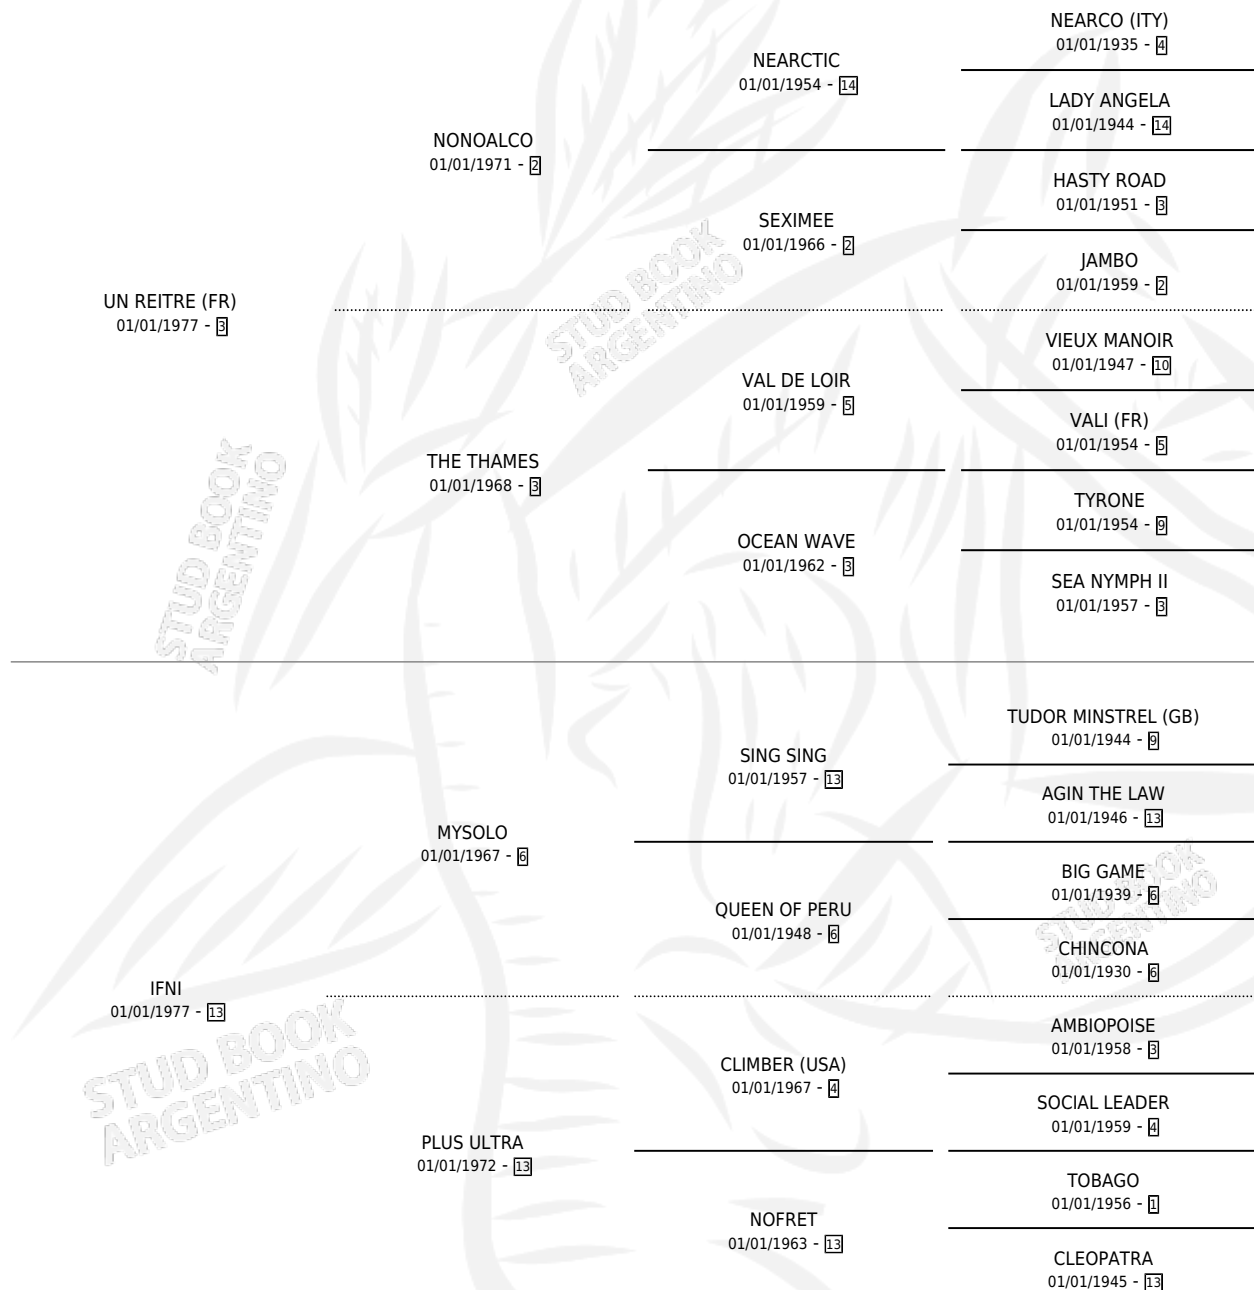 UN REITRE (FR)
01/01/1977 - 3
NONOALCO
01/01/1971 - 2
THE THAMES
01/01/1968 - 3
NEARCTIC
01/01/1954 - 14
SEXIMEE
01/01/1966 - 2
VAL DE LOIR
01/01/1959 - 5
OCEAN WAVE
01/01/1962 - 3
NEARCO (ITY)
01/01/1935 - 4
LADY ANGELA
01/01/1944 - 14
HASTY ROAD
01/01/1951 - 3
JAMBO
01/01/1959 - 2
VIEUX MANOIR
01/01/1947 - 10
VALI (FR)
01/01/1954 - 5
TYRONE
01/01/1954 - 9
SEA NYMPH II
01/01/1957 - 3
STUD BOOK
ARGENTINO
STUD BOOK
ARGENTINO
IFNI
01/01/1977 - 13
MYSOLO
01/01/1967 - 6
PLUS ULTRA
01/01/1972 - 13
SING SING
01/01/1957 - 13
QUEEN OF PERU
01/01/1948 - 6
CLIMBER (USA)
01/01/1967 - 4
NOFRET
01/01/1963 - 13
TUDOR MINSTREL (GB)
01/01/1944 - 9
AGIN THE LAW
01/01/1946 - 13
BIG GAME
01/01/1939 - 6
CHINCONA
01/01/1930 - 6
AMBIOPOISE
01/01/1958 - 3
SOCIAL LEADER
01/01/1959 - 4
TOBAGO
01/01/1956 - 1
CLEOPATRA
01/01/1945 - 13
STUD BOOK
ARGENTINO
STUD BOOK
ARGENTINO